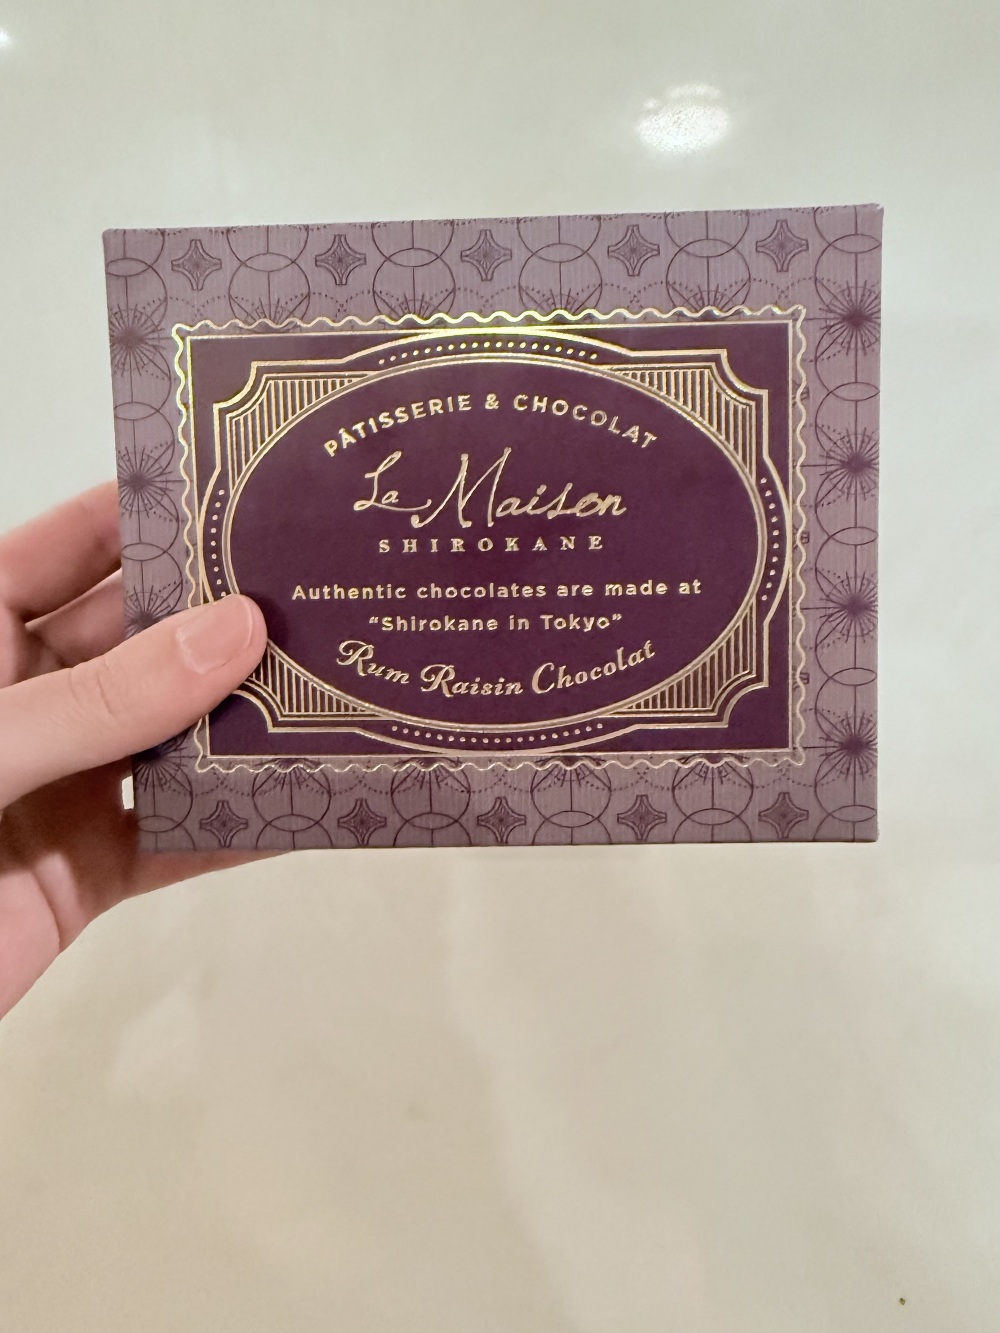 PÂTISSERIE & CHOCOLAT
La Maison
SHIROKANE
Authentic chocolates are made at
“Shirokane in Tokyo”
Rum Raisin Chocolat